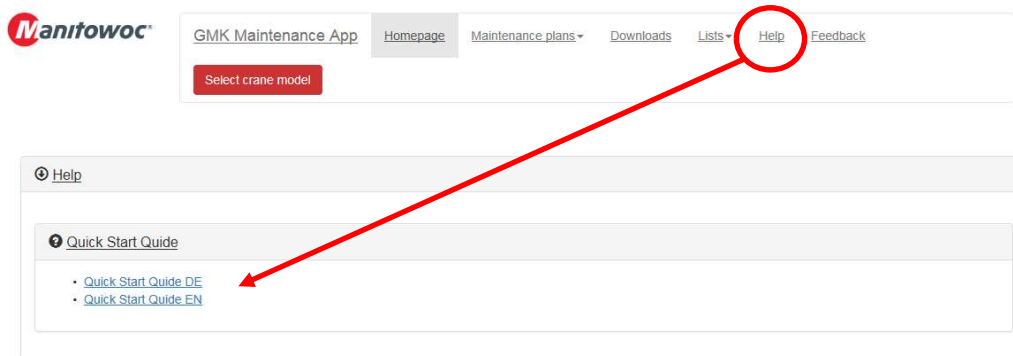 Manitowoc
GMK Maintenance App Homepage Maintenance plans Downloads Lists Help Feedback
Select crane model
Help
Quick Start Quide
• Quick Start Quide DE
• Quick Start Quide EN